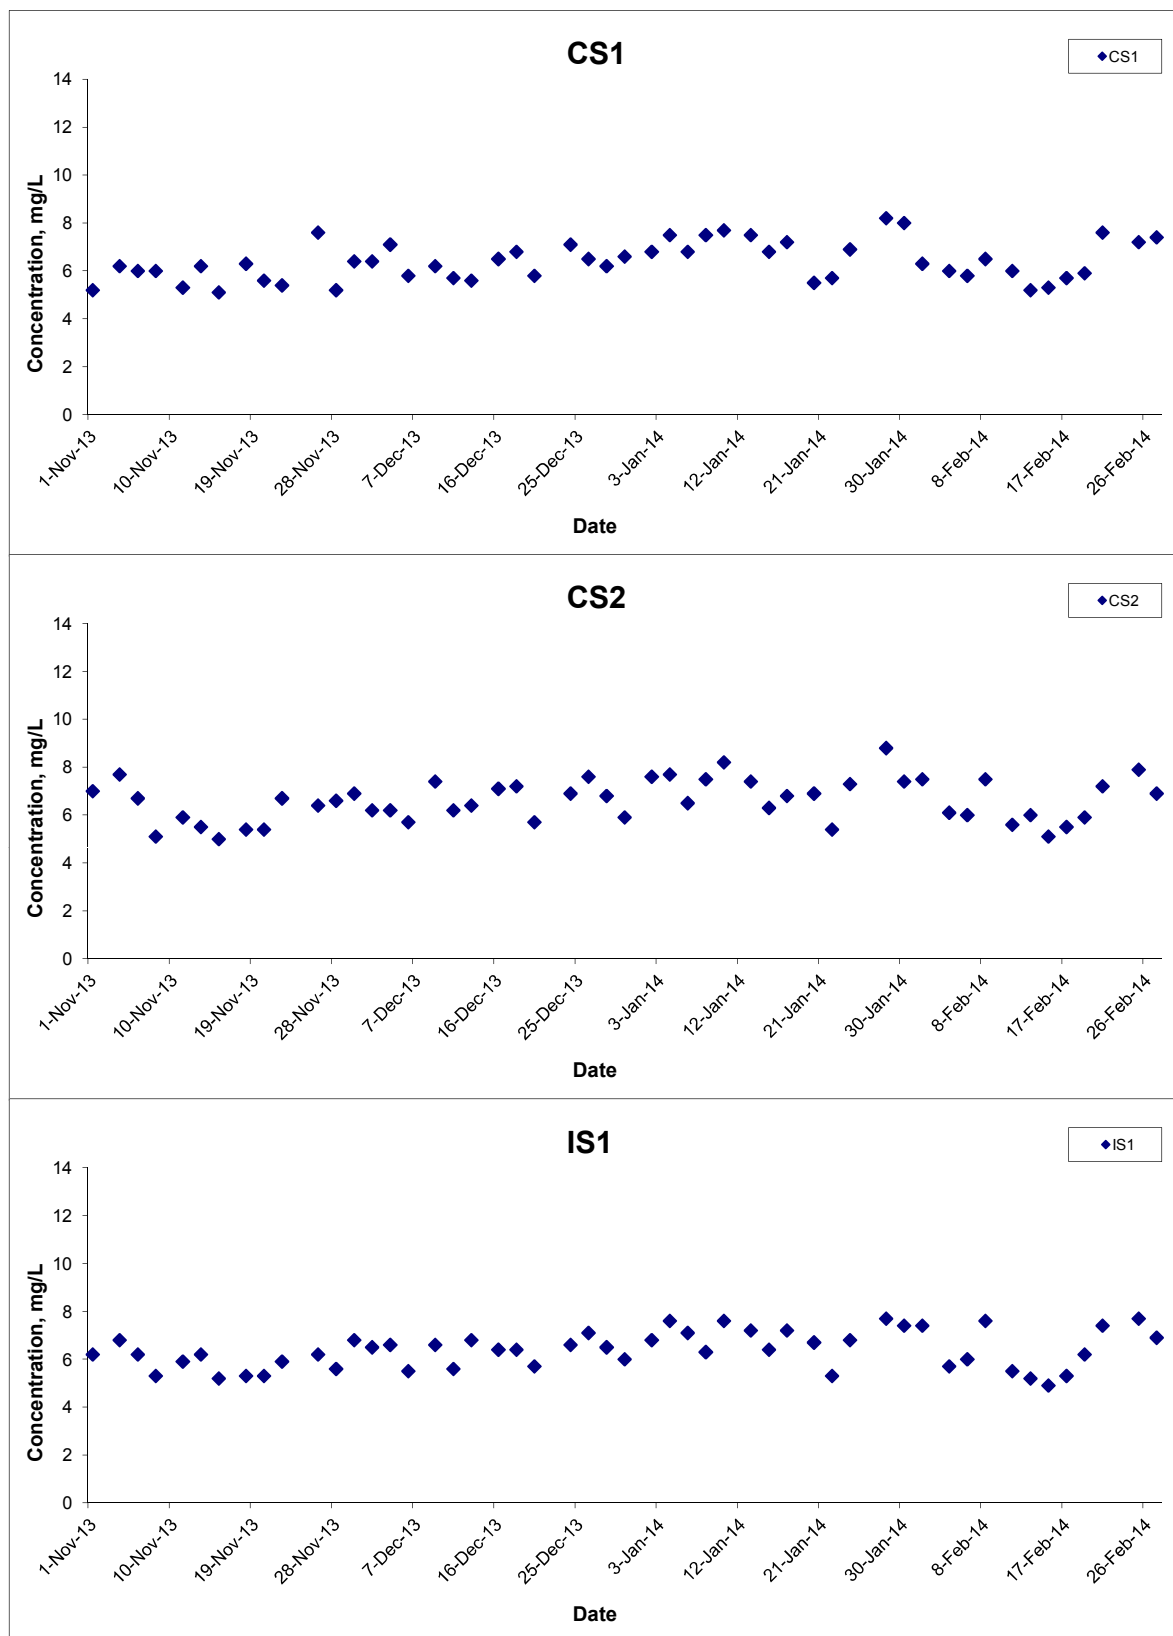 CS1
CS1
14
12
10
8
6
4
2
0
Concentration, mg/L
1-Nov-13
10-Nov-13
19-Nov-13
28-Nov-13
7-Dec-13
16-Dec-13
25-Dec-13
3-Jan-14
12-Jan-14
21-Jan-14
30-Jan-14
8-Feb-14
17-Feb-14
26-Feb-14
Date
CS2
CS2
14
12
10
8
6
4
2
0
Concentration, mg/L
1-Nov-13
10-Nov-13
19-Nov-13
28-Nov-13
7-Dec-13
16-Dec-13
25-Dec-13
3-Jan-14
12-Jan-14
21-Jan-14
30-Jan-14
8-Feb-14
17-Feb-14
26-Feb-14
Date
IS1
IS1
14
12
10
8
6
4
2
0
Concentration, mg/L
1-Nov-13
10-Nov-13
19-Nov-13
28-Nov-13
7-Dec-13
16-Dec-13
25-Dec-13
3-Jan-14
12-Jan-14
21-Jan-14
30-Jan-14
8-Feb-14
17-Feb-14
26-Feb-14
Date